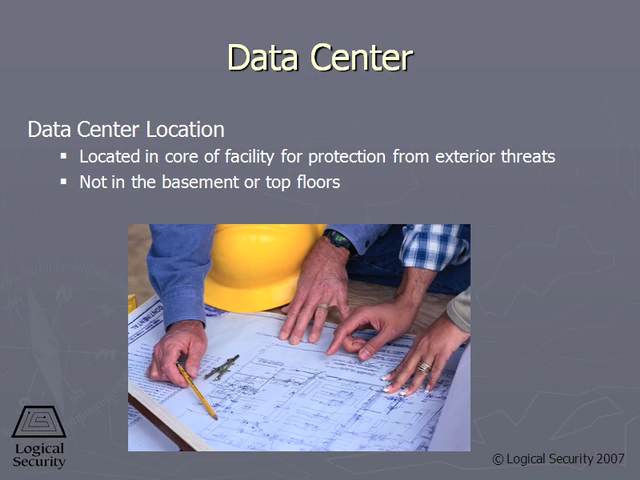 Data Center
Data Center Location
Located in core of facility for protection from exterior threats
Not in the basement or top floors
CONTINENTAL
Logical
Security
© Logical Security 2007